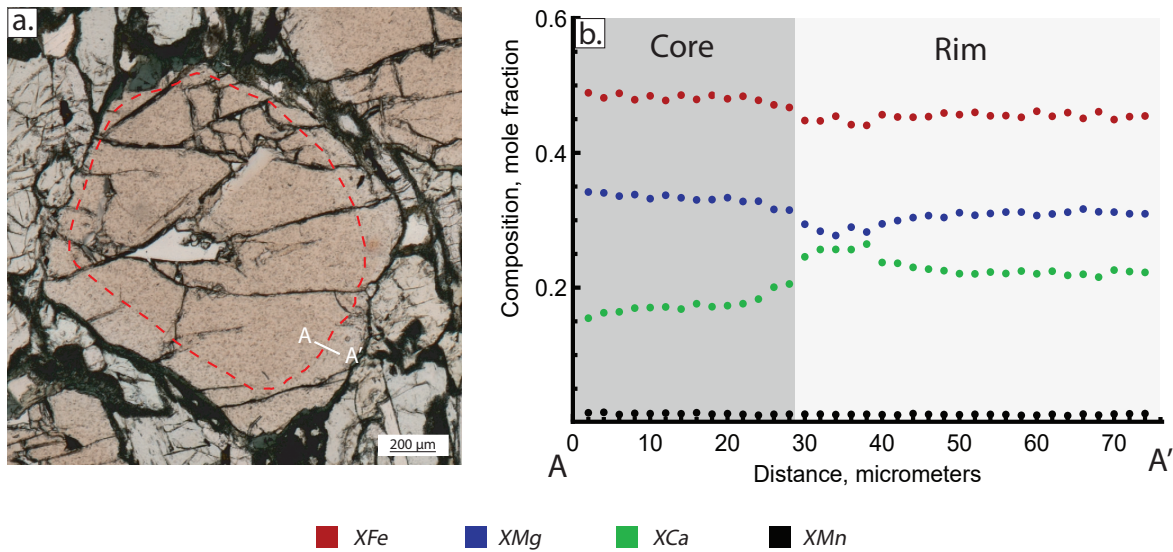 a.
A
A'
200 µm
b.
Core
Rim
Composition, mole fraction
0.6
0.4
0.2
0
10
20
30
40
50
60
70
A
A'
Distance, micrometers
XFe
XMg
XCa
XMn